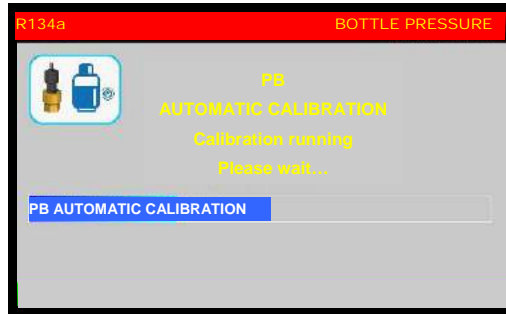 R134a BOTTLE PRESSURE
PB
AUTOMATIC CALIBRATION
Calibration running
Please wait...
PB AUTOMATIC CALIBRATION